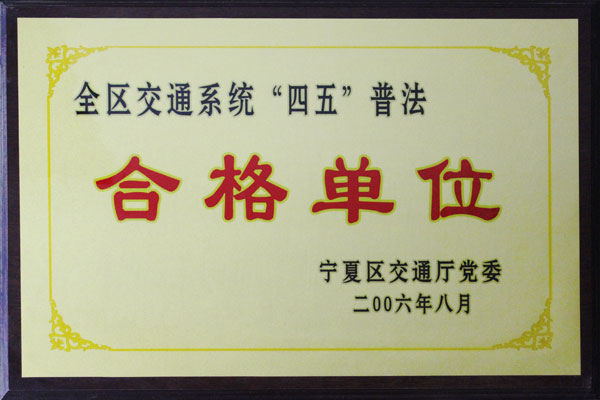 全区交通系统“四五”普法
合格单位
宁夏区交通厅党委
二00六年八月